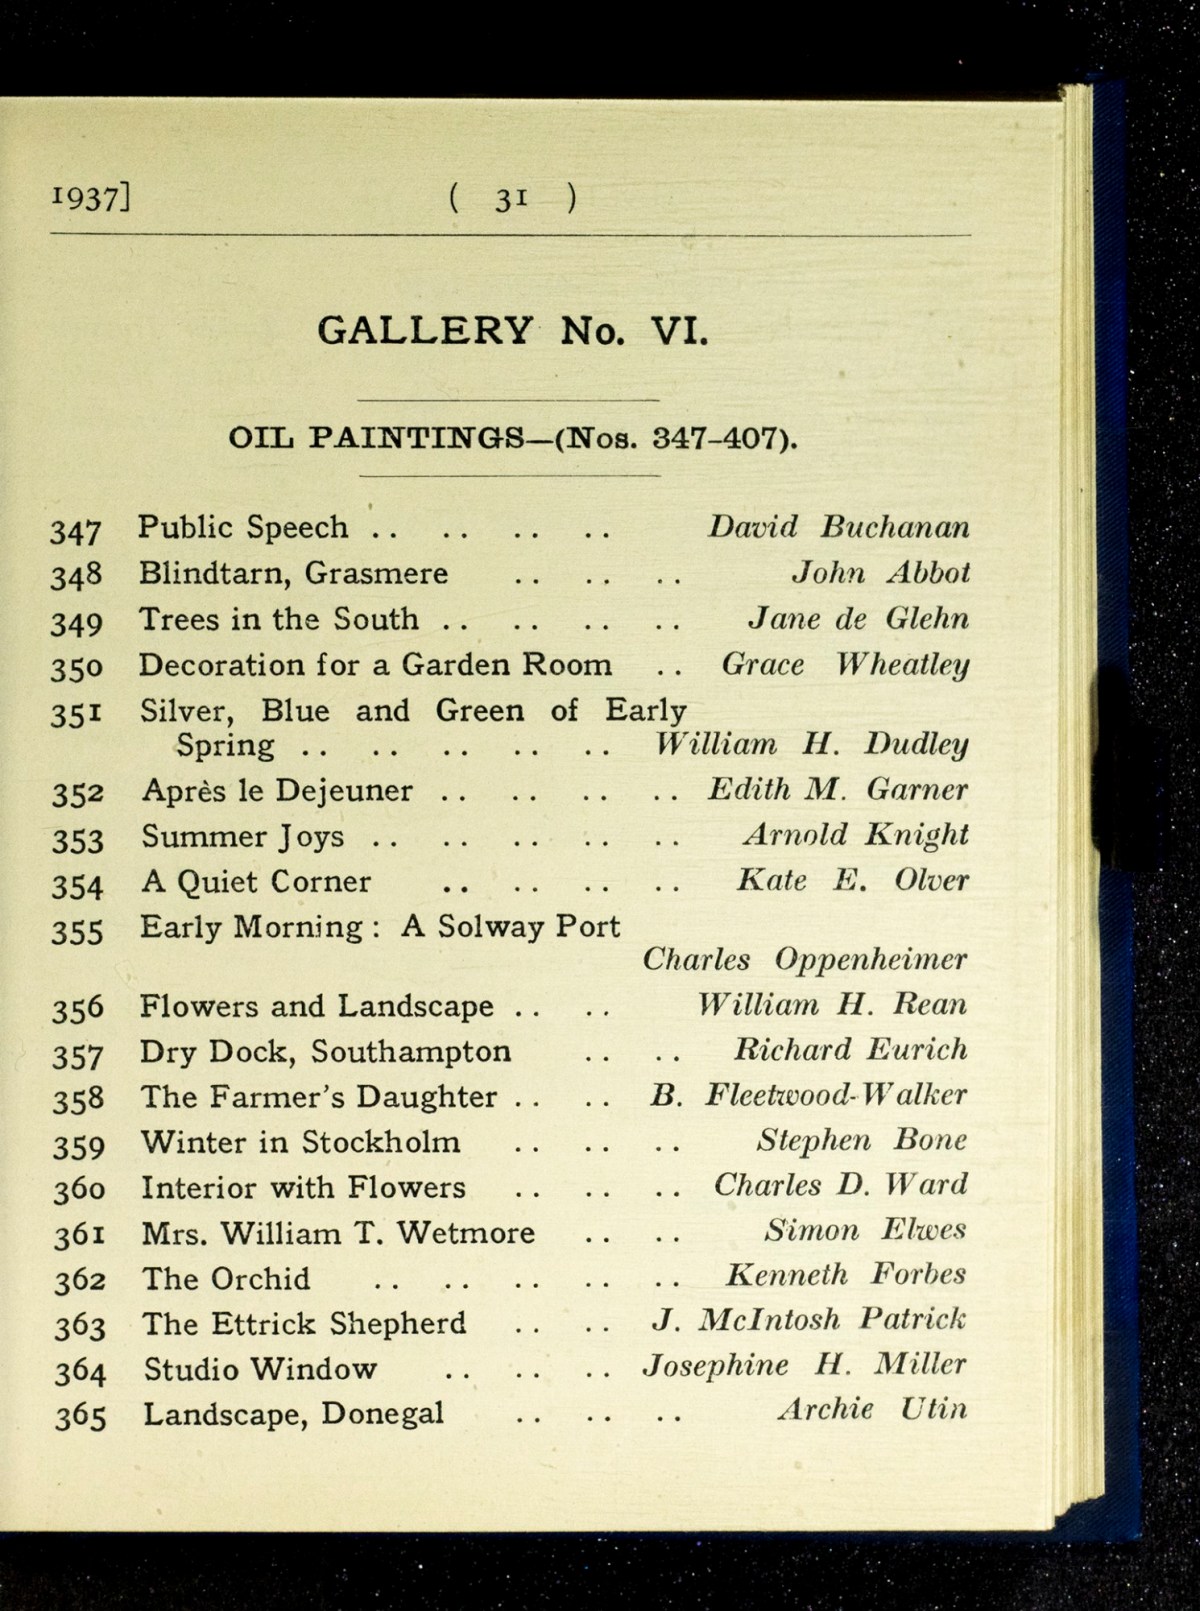 1937] ( 31 )
GALLERY No. VI.
OIL PAINTINGS—(Nos. 347-407).
347 Public Speech .. .. .. .. David Buchanan
348 Blindtarn, Grasmere .. .. .. John Abbot
349 Trees in the South .. .. .. .. Jane de Glehn
350 Decoration for a Garden Room .. Grace Wheatley
351 Silver, Blue and Green of Early
Spring .. .. .. .. .. William H. Dudley
352 Après le Dejeuner .. .. .. .. Edith M. Garner
353 Summer Joys .. .. .. .. .. Arnold Knight
354 A Quiet Corner .. .. .. .. Kate E. Olver
355 Early Morning: A Solway Port
Charles Oppenheimer
356 Flowers and Landscape .. .. William H. Rean
357 Dry Dock, Southampton .. .. Richard Eurich
358 The Farmer's Daughter .. .. B. Fleetwood-Walker
359 Winter in Stockholm .. .. .. Stephen Bone
360 Interior with Flowers .. .. .. Charles D. Ward
361 Mrs. William T. Wetmore .. .. Simon Elwes
362 The Orchid .. .. .. .. .. Kenneth Forbes
363 The Ettrick Shepherd .. .. J. McIntosh Patrick
364 Studio Window .. .. .. Josephine H. Miller
365 Landscape, Donegal .. .. .. Archie Utin